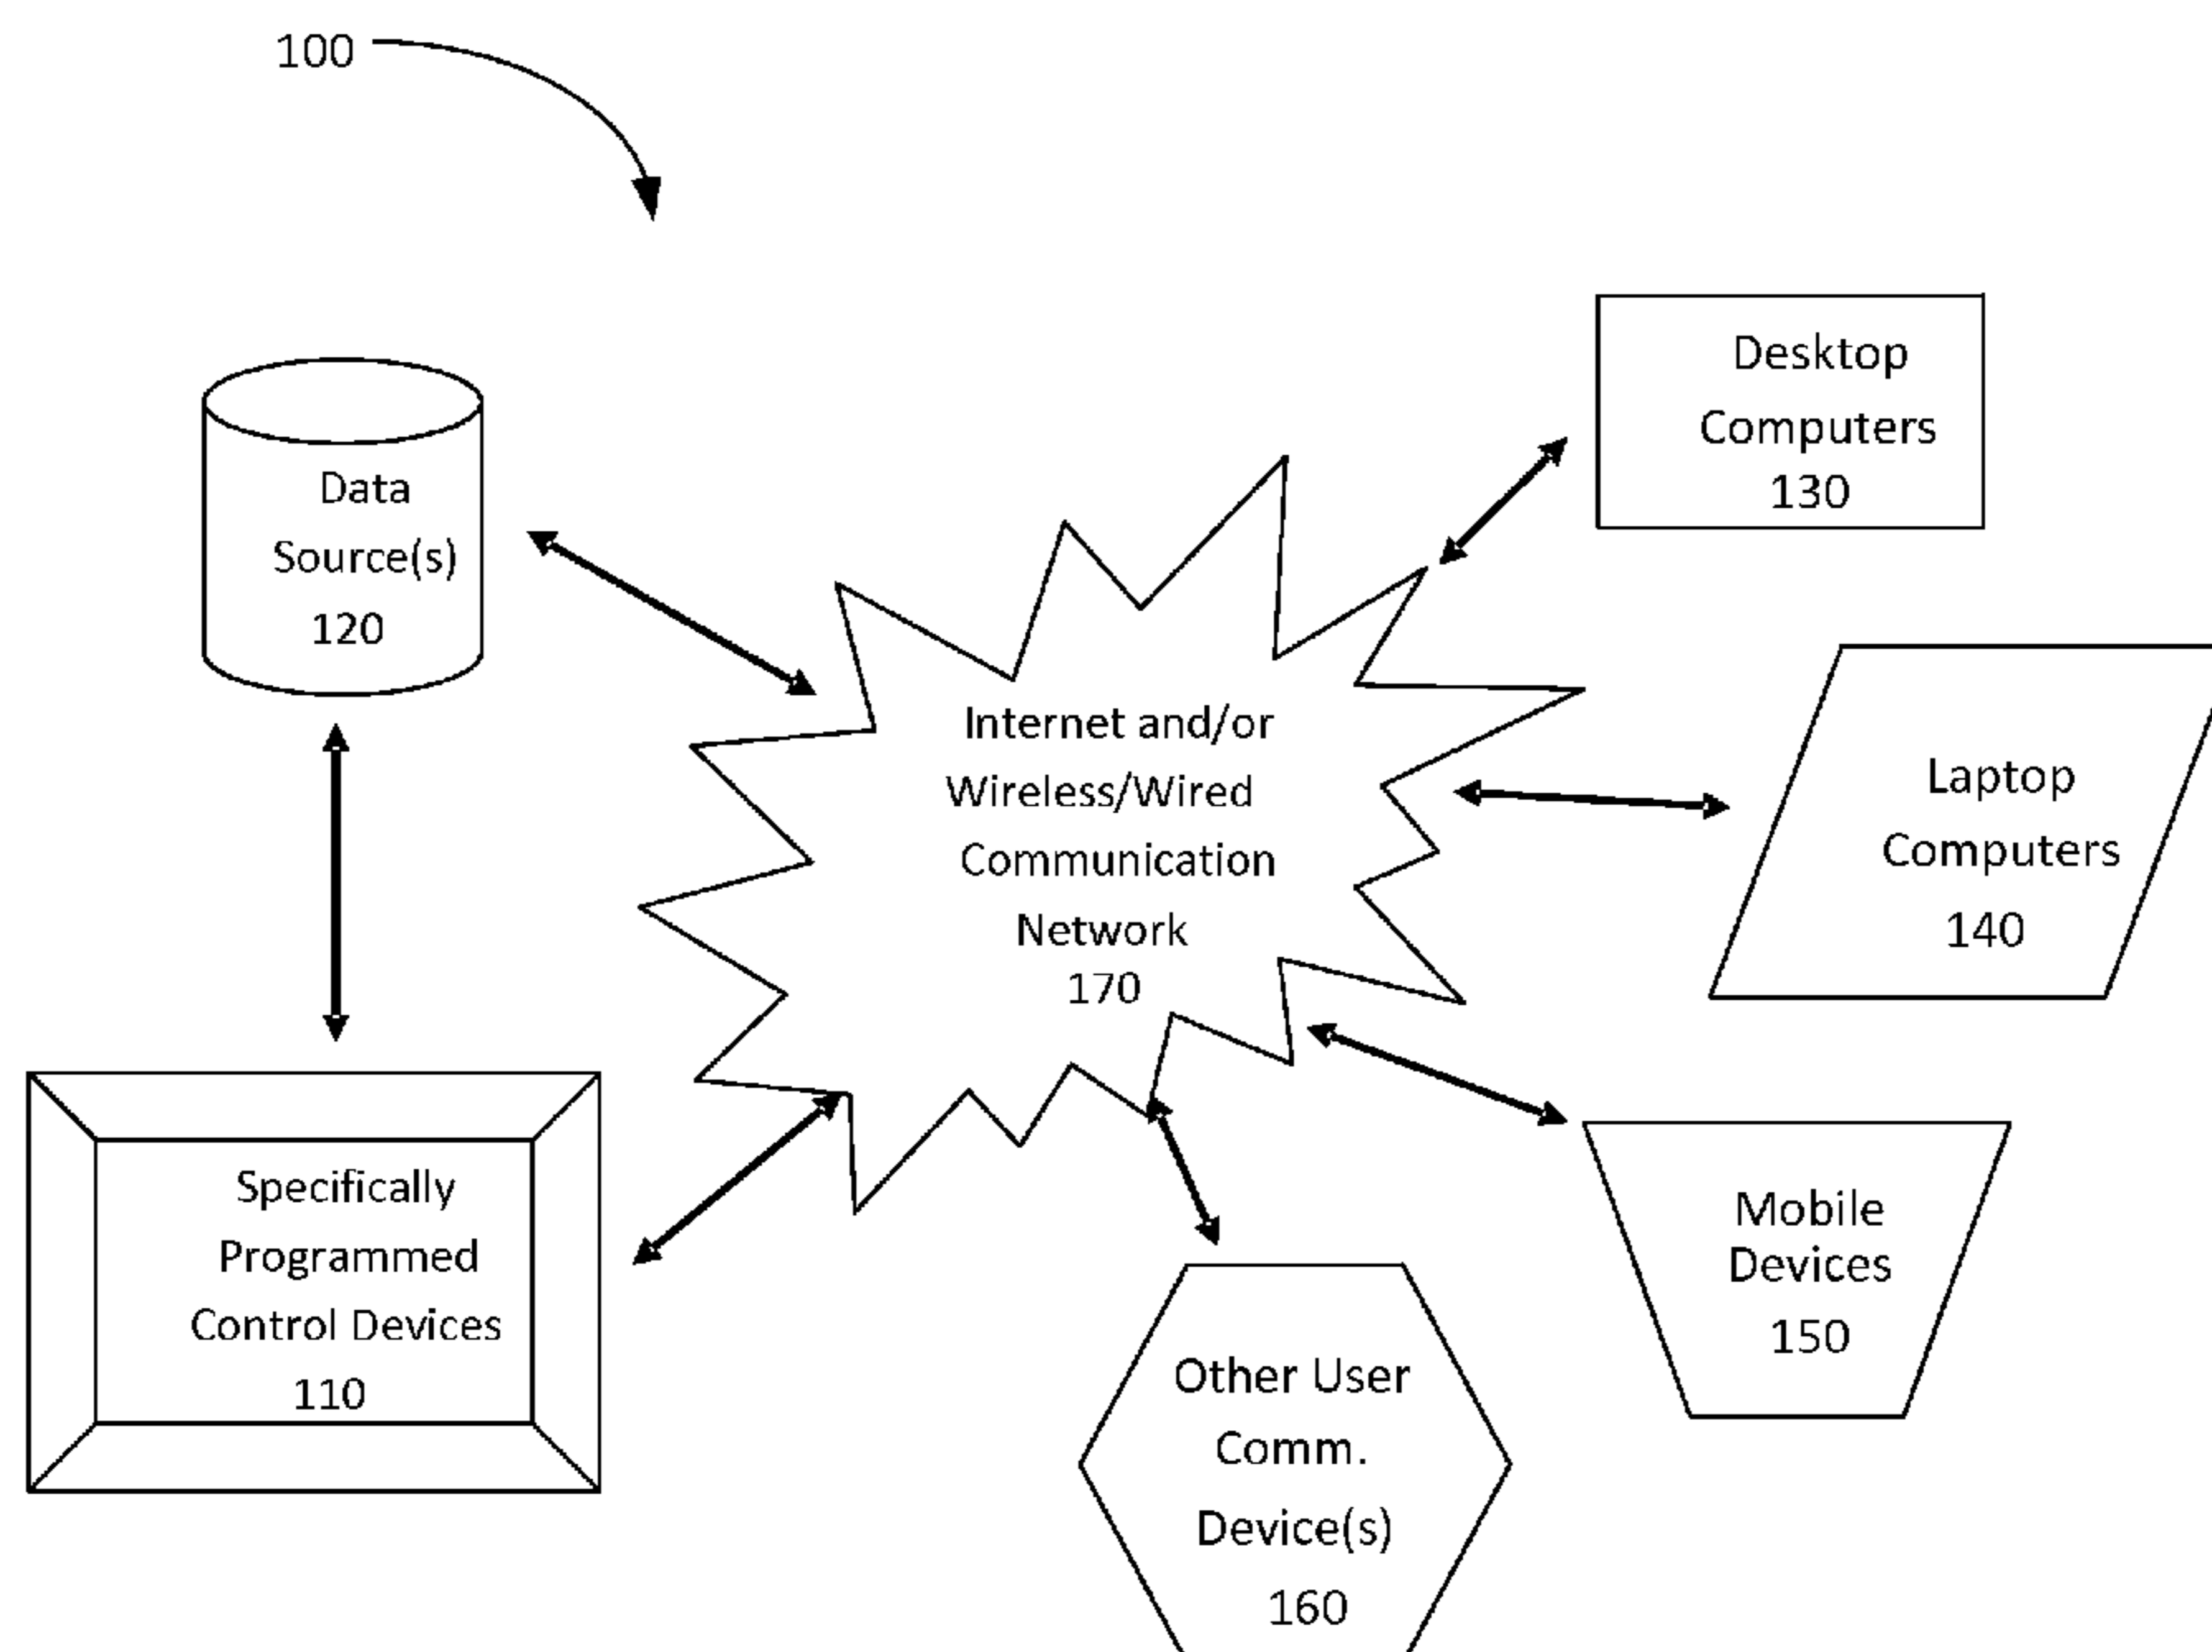 100
Desktop
Computers
130
Data
Source(s)
120
Internet and/or
Wireless/Wired
Communication
Network
170
Laptop
Computers
140
Specifically
Programmed
Control Devices
110
Mobile
Devices
150
Other User
Comm.
Device(s)
160